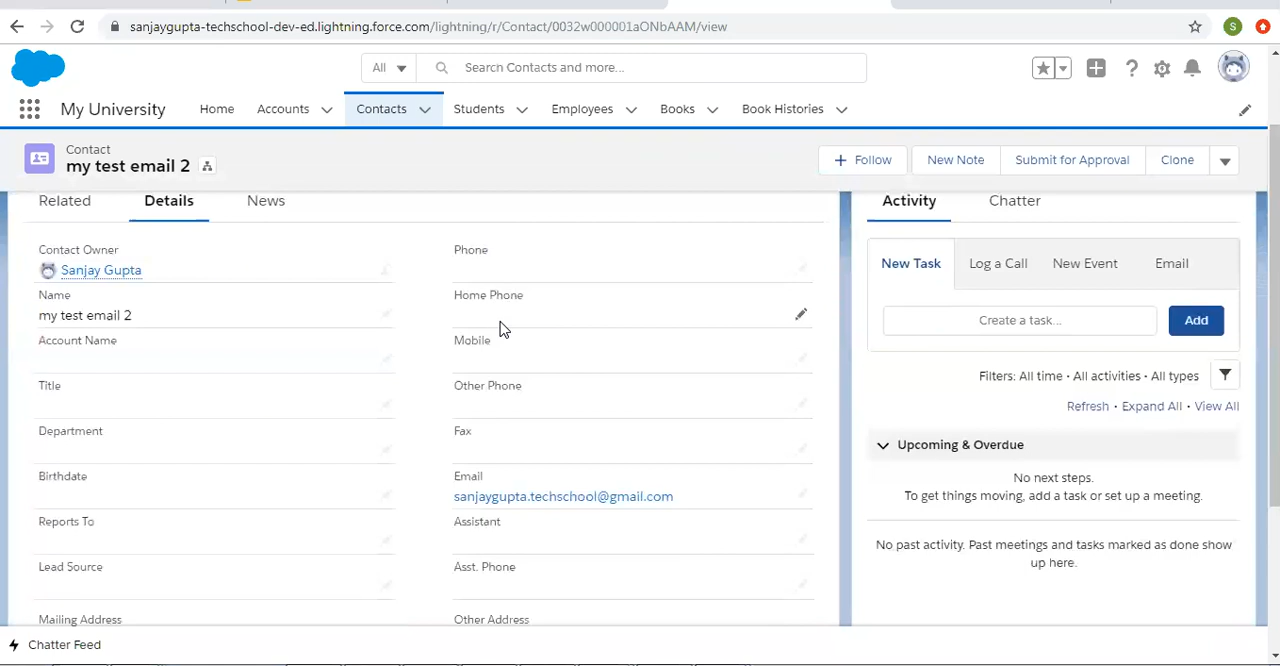 sanjaygupta-techschool-dev-ed.lightning.force.com/lightning/r/Contact/0032w000001aONbAAM/view
S
All
Search Contacts and more...
My University
Home
Accounts
Contacts
Students
Employees
Books
Book Histories
Contact
my test email 2
Follow
New Note
Submit for Approval
Clone
Related
Details
News
Contact Owner
Sanjay Gupta
Name
my test email 2
Account Name
Title
Department
Birthdate
Reports To
Lead Source
Mailing Address
Phone
Home Phone
Mobile
Other Phone
Fax
Email
sanjaygupta.techschool@gmail.com
Assistant
Asst. Phone
Other Address
Activity
Chatter
New Task
Log a Call
New Event
Email
Create a task...
Add
Filters: All time • All activities • All types
Refresh • Expand All • View All
Upcoming & Overdue
No next steps.
To get things moving, add a task or set up a meeting.
No past activity. Past meetings and tasks marked as done show
up here.
Chatter Feed